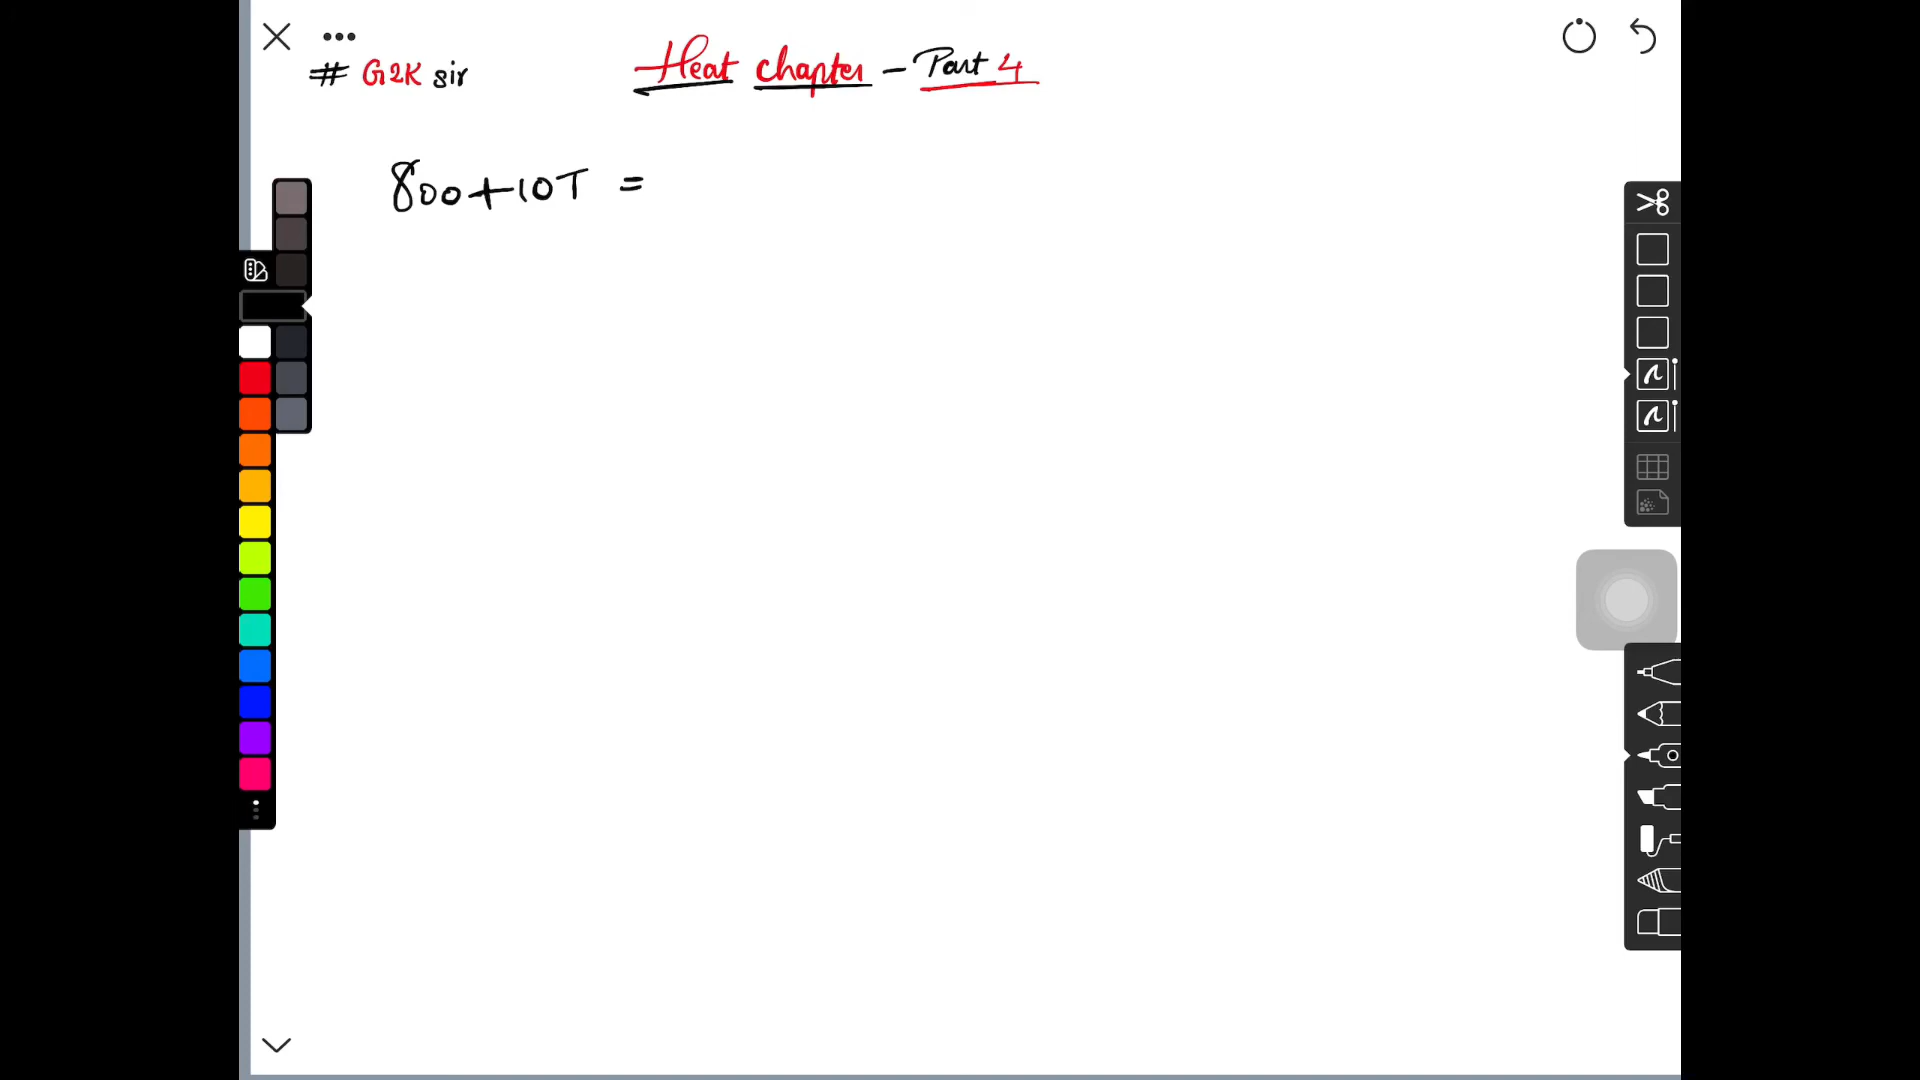 # G2K sir
Heat chapter - Part 4
800+10T =